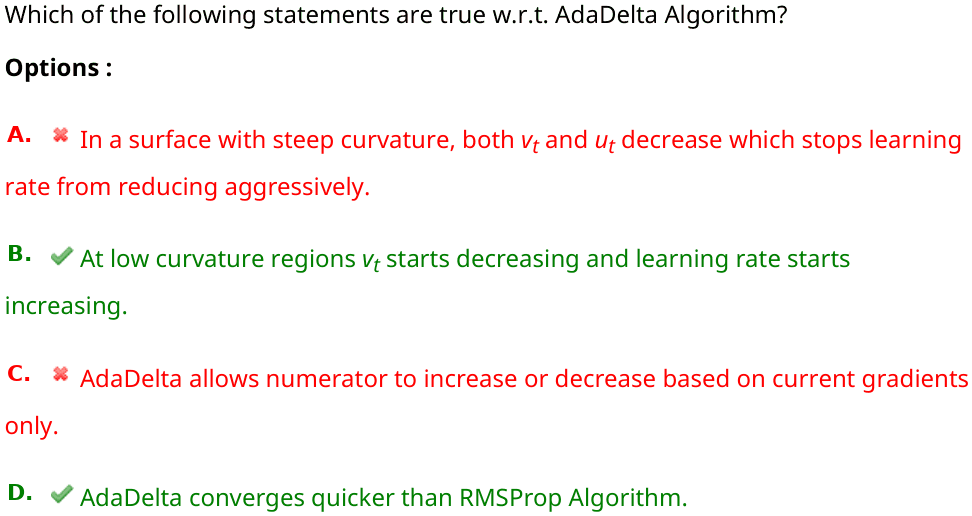 Which of the following statements are true w.r.t. AdaDelta Algorithm?
Options :
A. ✖ In a surface with steep curvature, both vt and ut decrease which stops learning
rate from reducing aggressively.
B. ✔ At low curvature regions vt starts decreasing and learning rate starts
increasing.
C. ✖ AdaDelta allows numerator to increase or decrease based on current gradients
only.
D. ✔ AdaDelta converges quicker than RMSProp Algorithm.